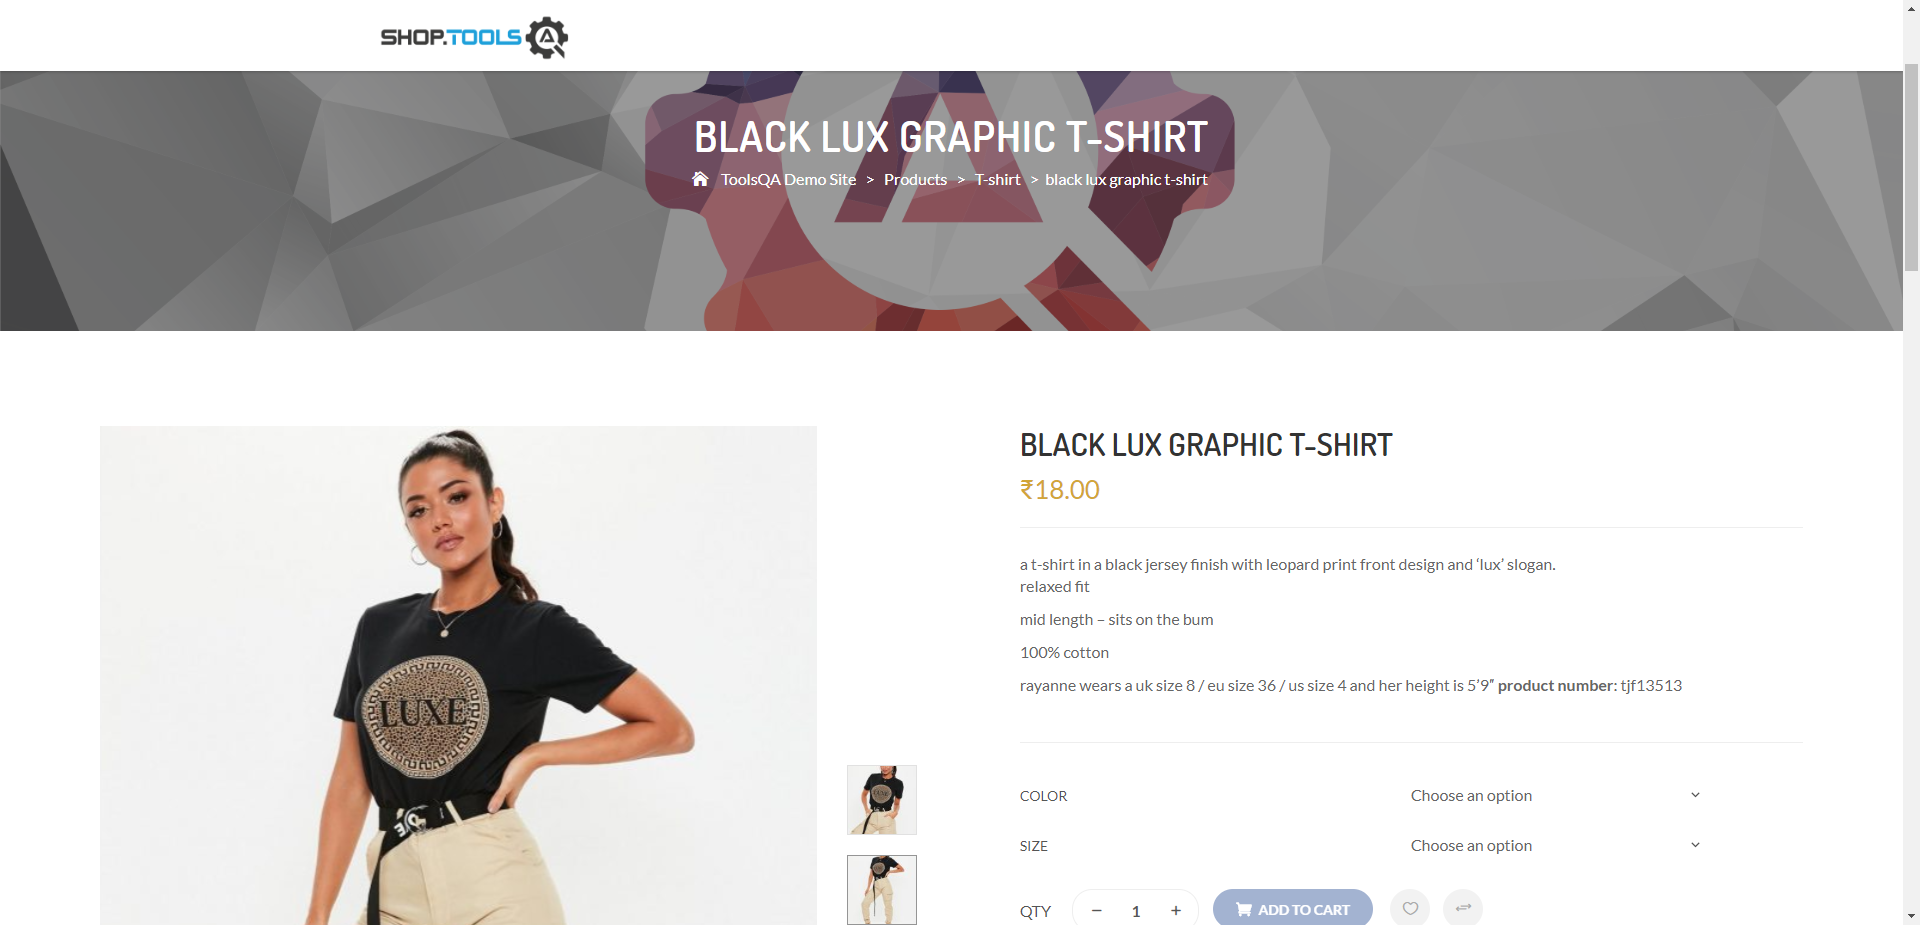 SHOP.TOOLS
BLACK LUX GRAPHIC T-SHIRT
ToolsQA Demo Site > Products > T-shirt > black lux graphic t-shirt
BLACK LUX GRAPHIC T-SHIRT
₹18.00
a t-shirt in a black jersey finish with leopard print front design and ‘lux’ slogan.
relaxed fit
mid length – sits on the bum
100% cotton
rayanne wears a uk size 8 / eu size 36 / us size 4 and her height is 5’9″ product number: tjf13513
LUXE
LUXE
COLOR Choose an option
SIZE Choose an option
QTY − 1 + ADD TO CART